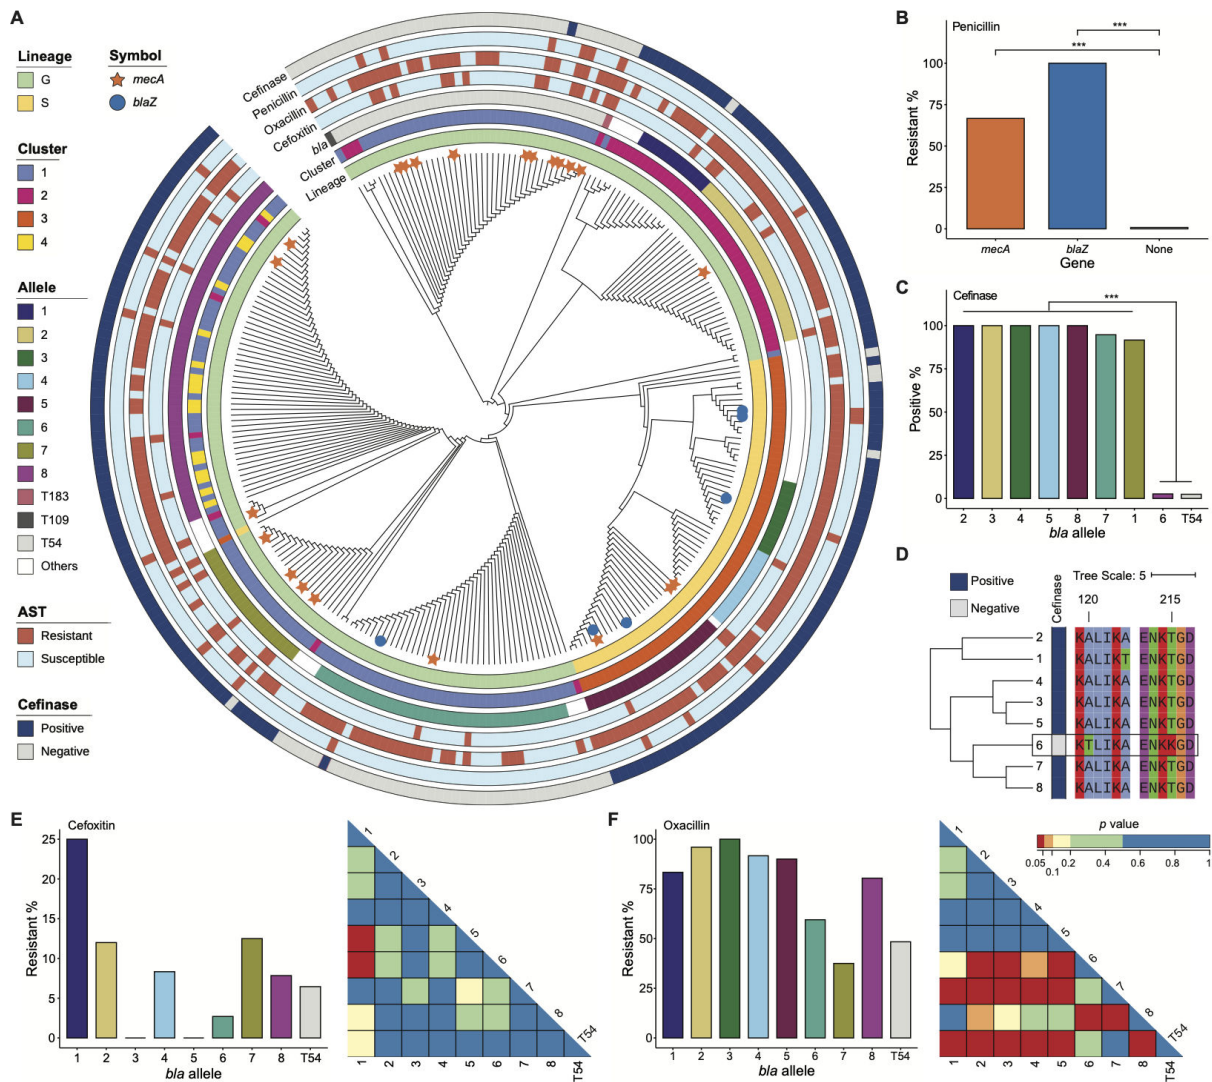 A
Lineage
G
S
Symbol
mecA
blaZ
Cluster
1
2
3
4
Allele
1
2
3
4
5
6
7
8
T183
T109
T54
Others
AST
Resistant
Susceptible
Cefinase
Positive
Negative
Cefinase
Penicillin
Oxacillin
Cefoxitin
bla
Cluster
Lineage
B
Penicillin
***
***
Resistant %
100
75
50
25
0
mecA blaZ None
Gene
C
Cefinase
***
Positive %
100
75
50
25
0
2 3 4 5 8 7 1 6 T54
bla allele
D
Positive
Negative
Cefinase
Tree Scale: 5
120 215
2 KALIKA ENKTGD
1 KALIKT ENKTGD
4 KALIKA ENKTGD
3 KALIKA ENKTGD
5 KALIKA ENKTGD
6 KTLIKA ENKKGD
7 KALIKA ENKTGD
8 KALIKA ENKTGD
E
Cefoxitin
Resistant %
25
20
15
10
5
0
1 2 3 4 5 6 7 8 T54
bla allele
1
2
3
4
5
6
7
8
T54
1 2 3 4 5 6 7 8 T54
F
Oxacillin
Resistant %
100
75
50
25
0
1 2 3 4 5 6 7 8 T54
bla allele
1
2
3
4
5
6
7
8
T54
1 2 3 4 5 6 7 8 T54
p value
0.05 0.2 0.5 1
0.1